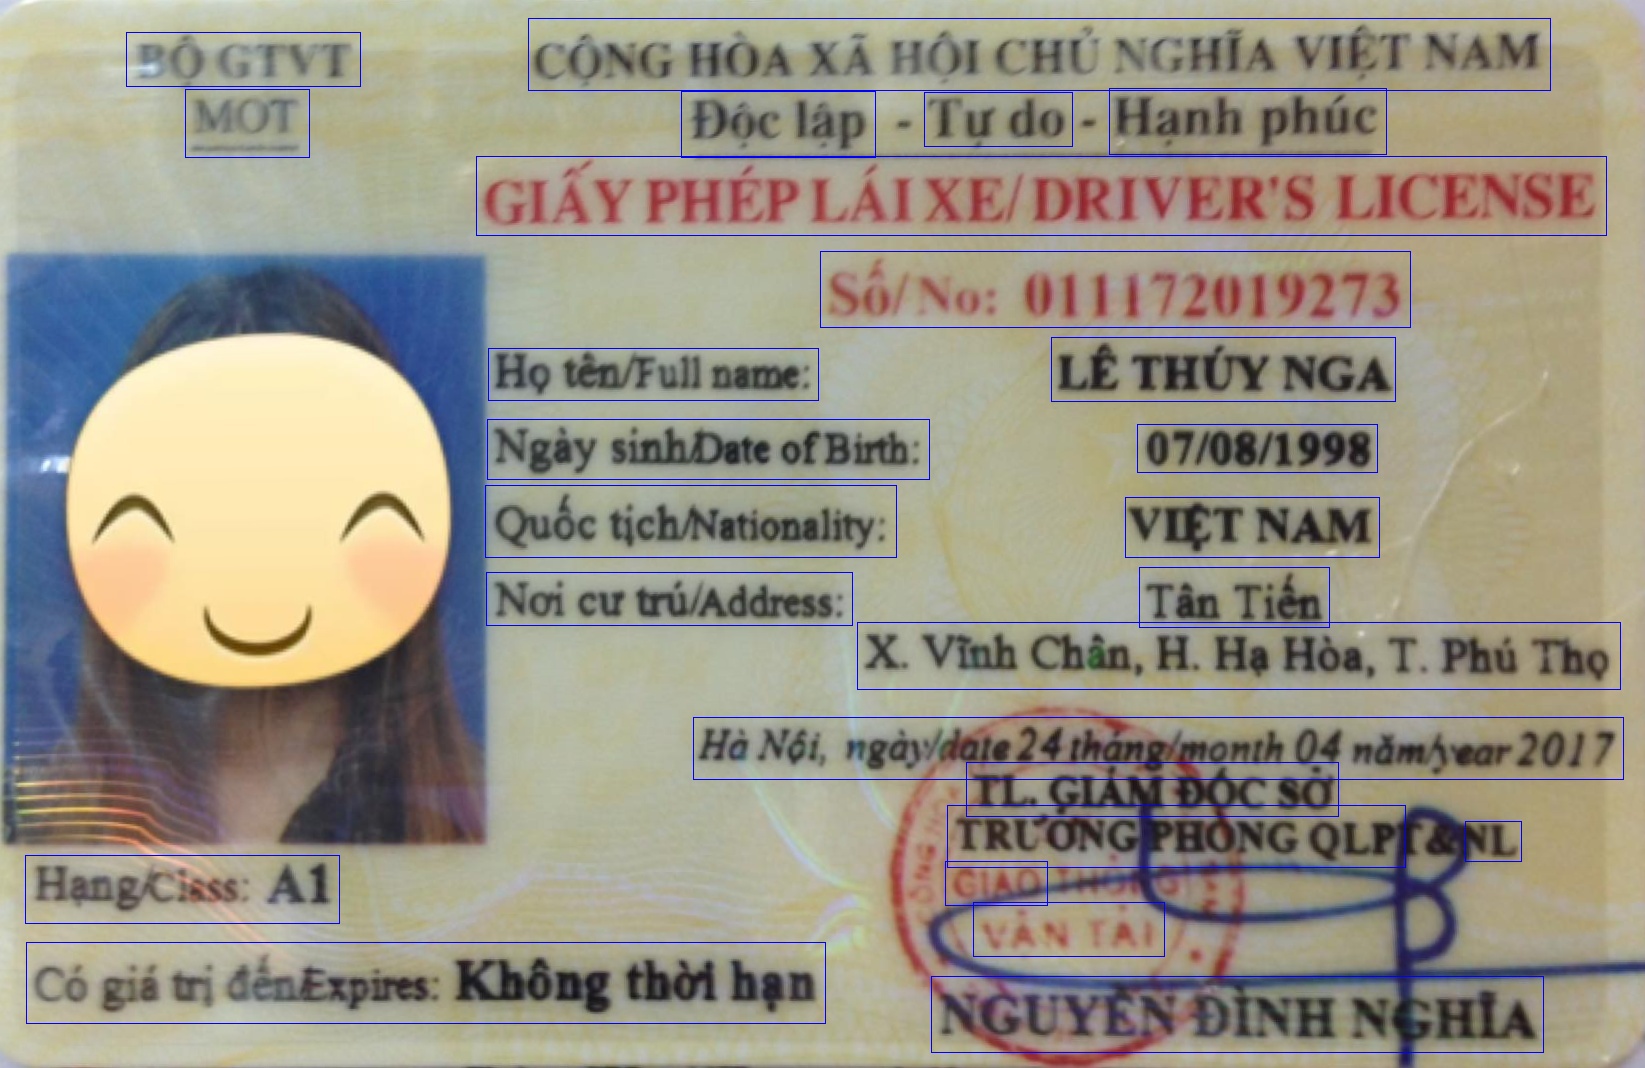 BỘ GTVT
MOT
CỘNG HÒA XÃ HỘI CHỦ NGHĨA VIỆT NAM
Độc lập - Tự do - Hạnh phúc
GIẤY PHÉP LÁI XE/ DRIVER'S LICENSE
Số/ No: 011172019273
Họ tên/Full name: LÊ THÚY NGA
Ngày sinh/Date of Birth: 07/08/1998
Quốc tịch/Nationality: VIỆT NAM
Nơi cư trú/Address: Tân Tiến
X. Vĩnh Chân, H. Hạ Hòa, T. Phú Thọ
Hà Nội, ngày/date 24 tháng/month 04 năm/year 2017
TL. GIÁM ĐỐC SỞ
TRƯỞNG PHÒNG QLPT&NL
GIAO THÔNG
VẬN TẢI
NGUYỄN ĐÌNH NGHĨA
Hạng/Class: A1
Có giá trị đến/Expires: Không thời hạn